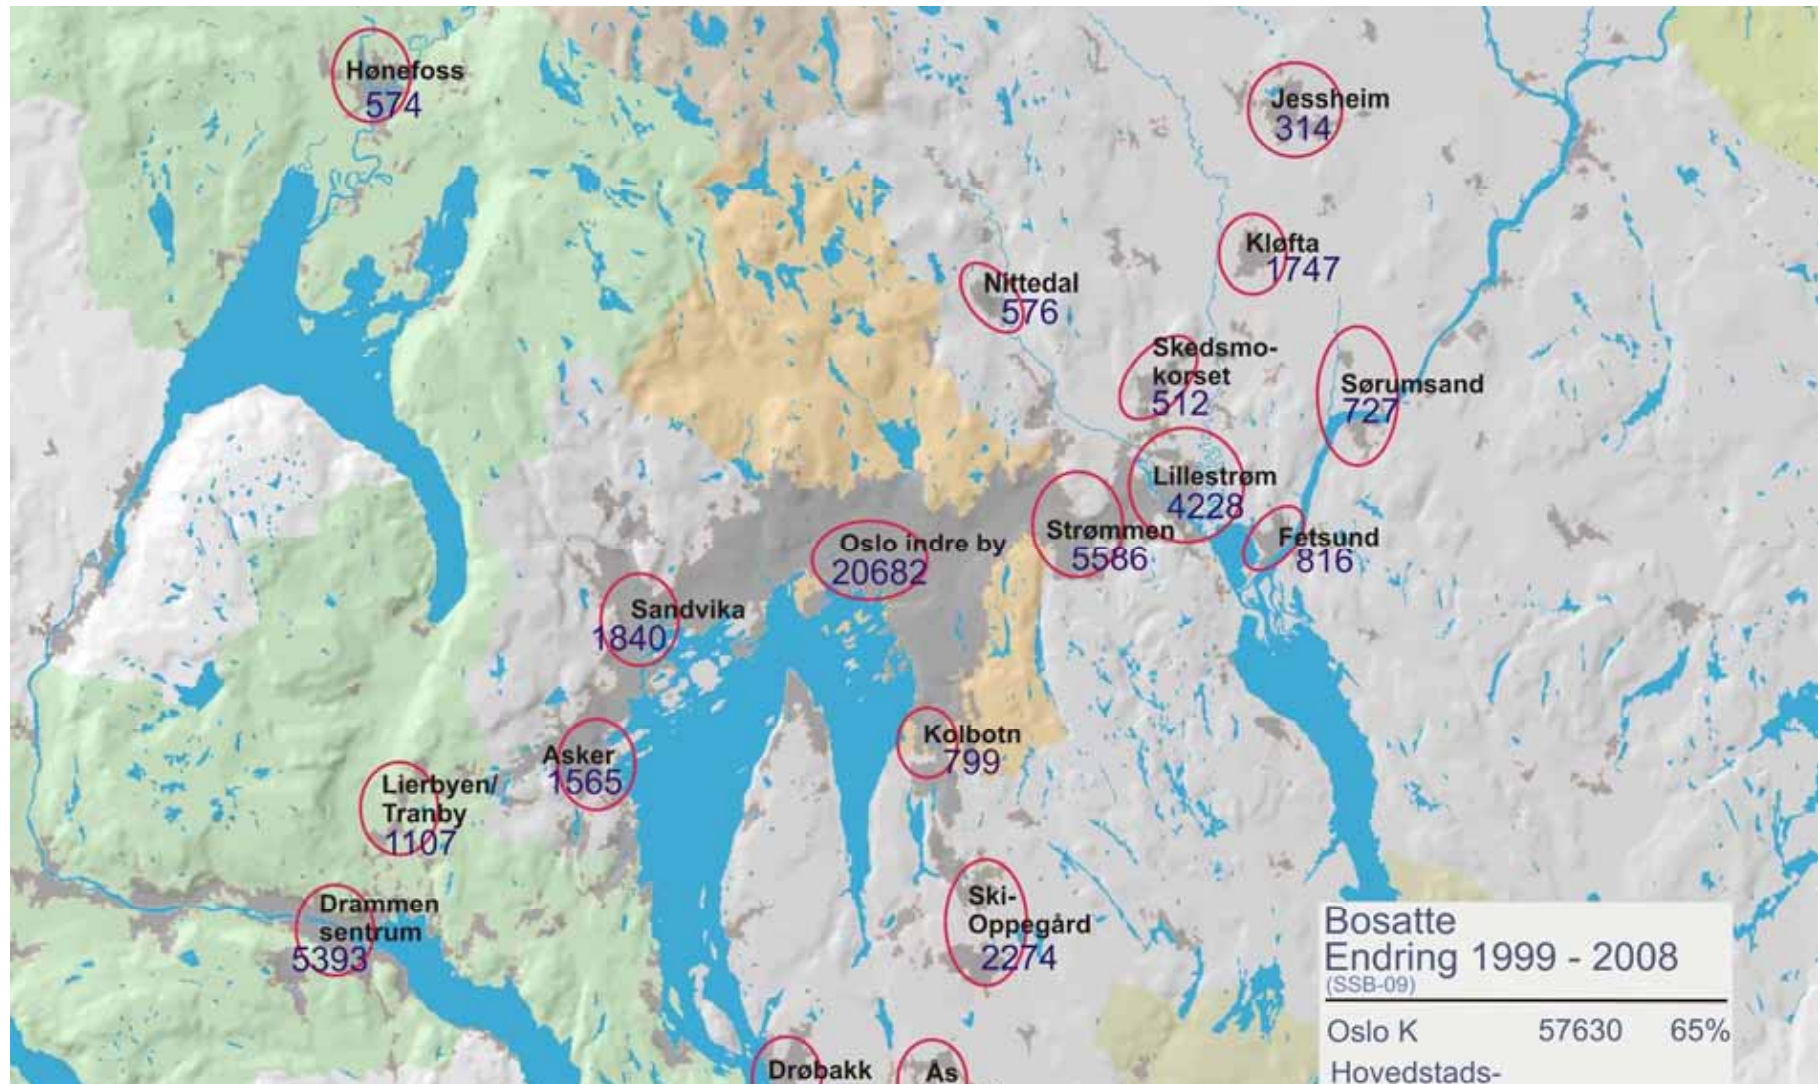 Hønefoss
574
Jessheim
314
Kløfta
1747
Nittedal
576
Skedsmo-
korset
512
Sørumsand
727
Lillestrøm
4228
Strømmen
5586
Fetsund
816
Oslo indre by
20682
Sandvika
1840
Asker
1565
Kolbotn
799
Lierbyen/
Tranby
1107
Drammen
sentrum
5393
Ski-
Oppegård
2274
Drøbakk
Ås
Bosatte
Endring 1999 - 2008
(SSB-09)
Oslo K 57630 65%
Hovedstads-